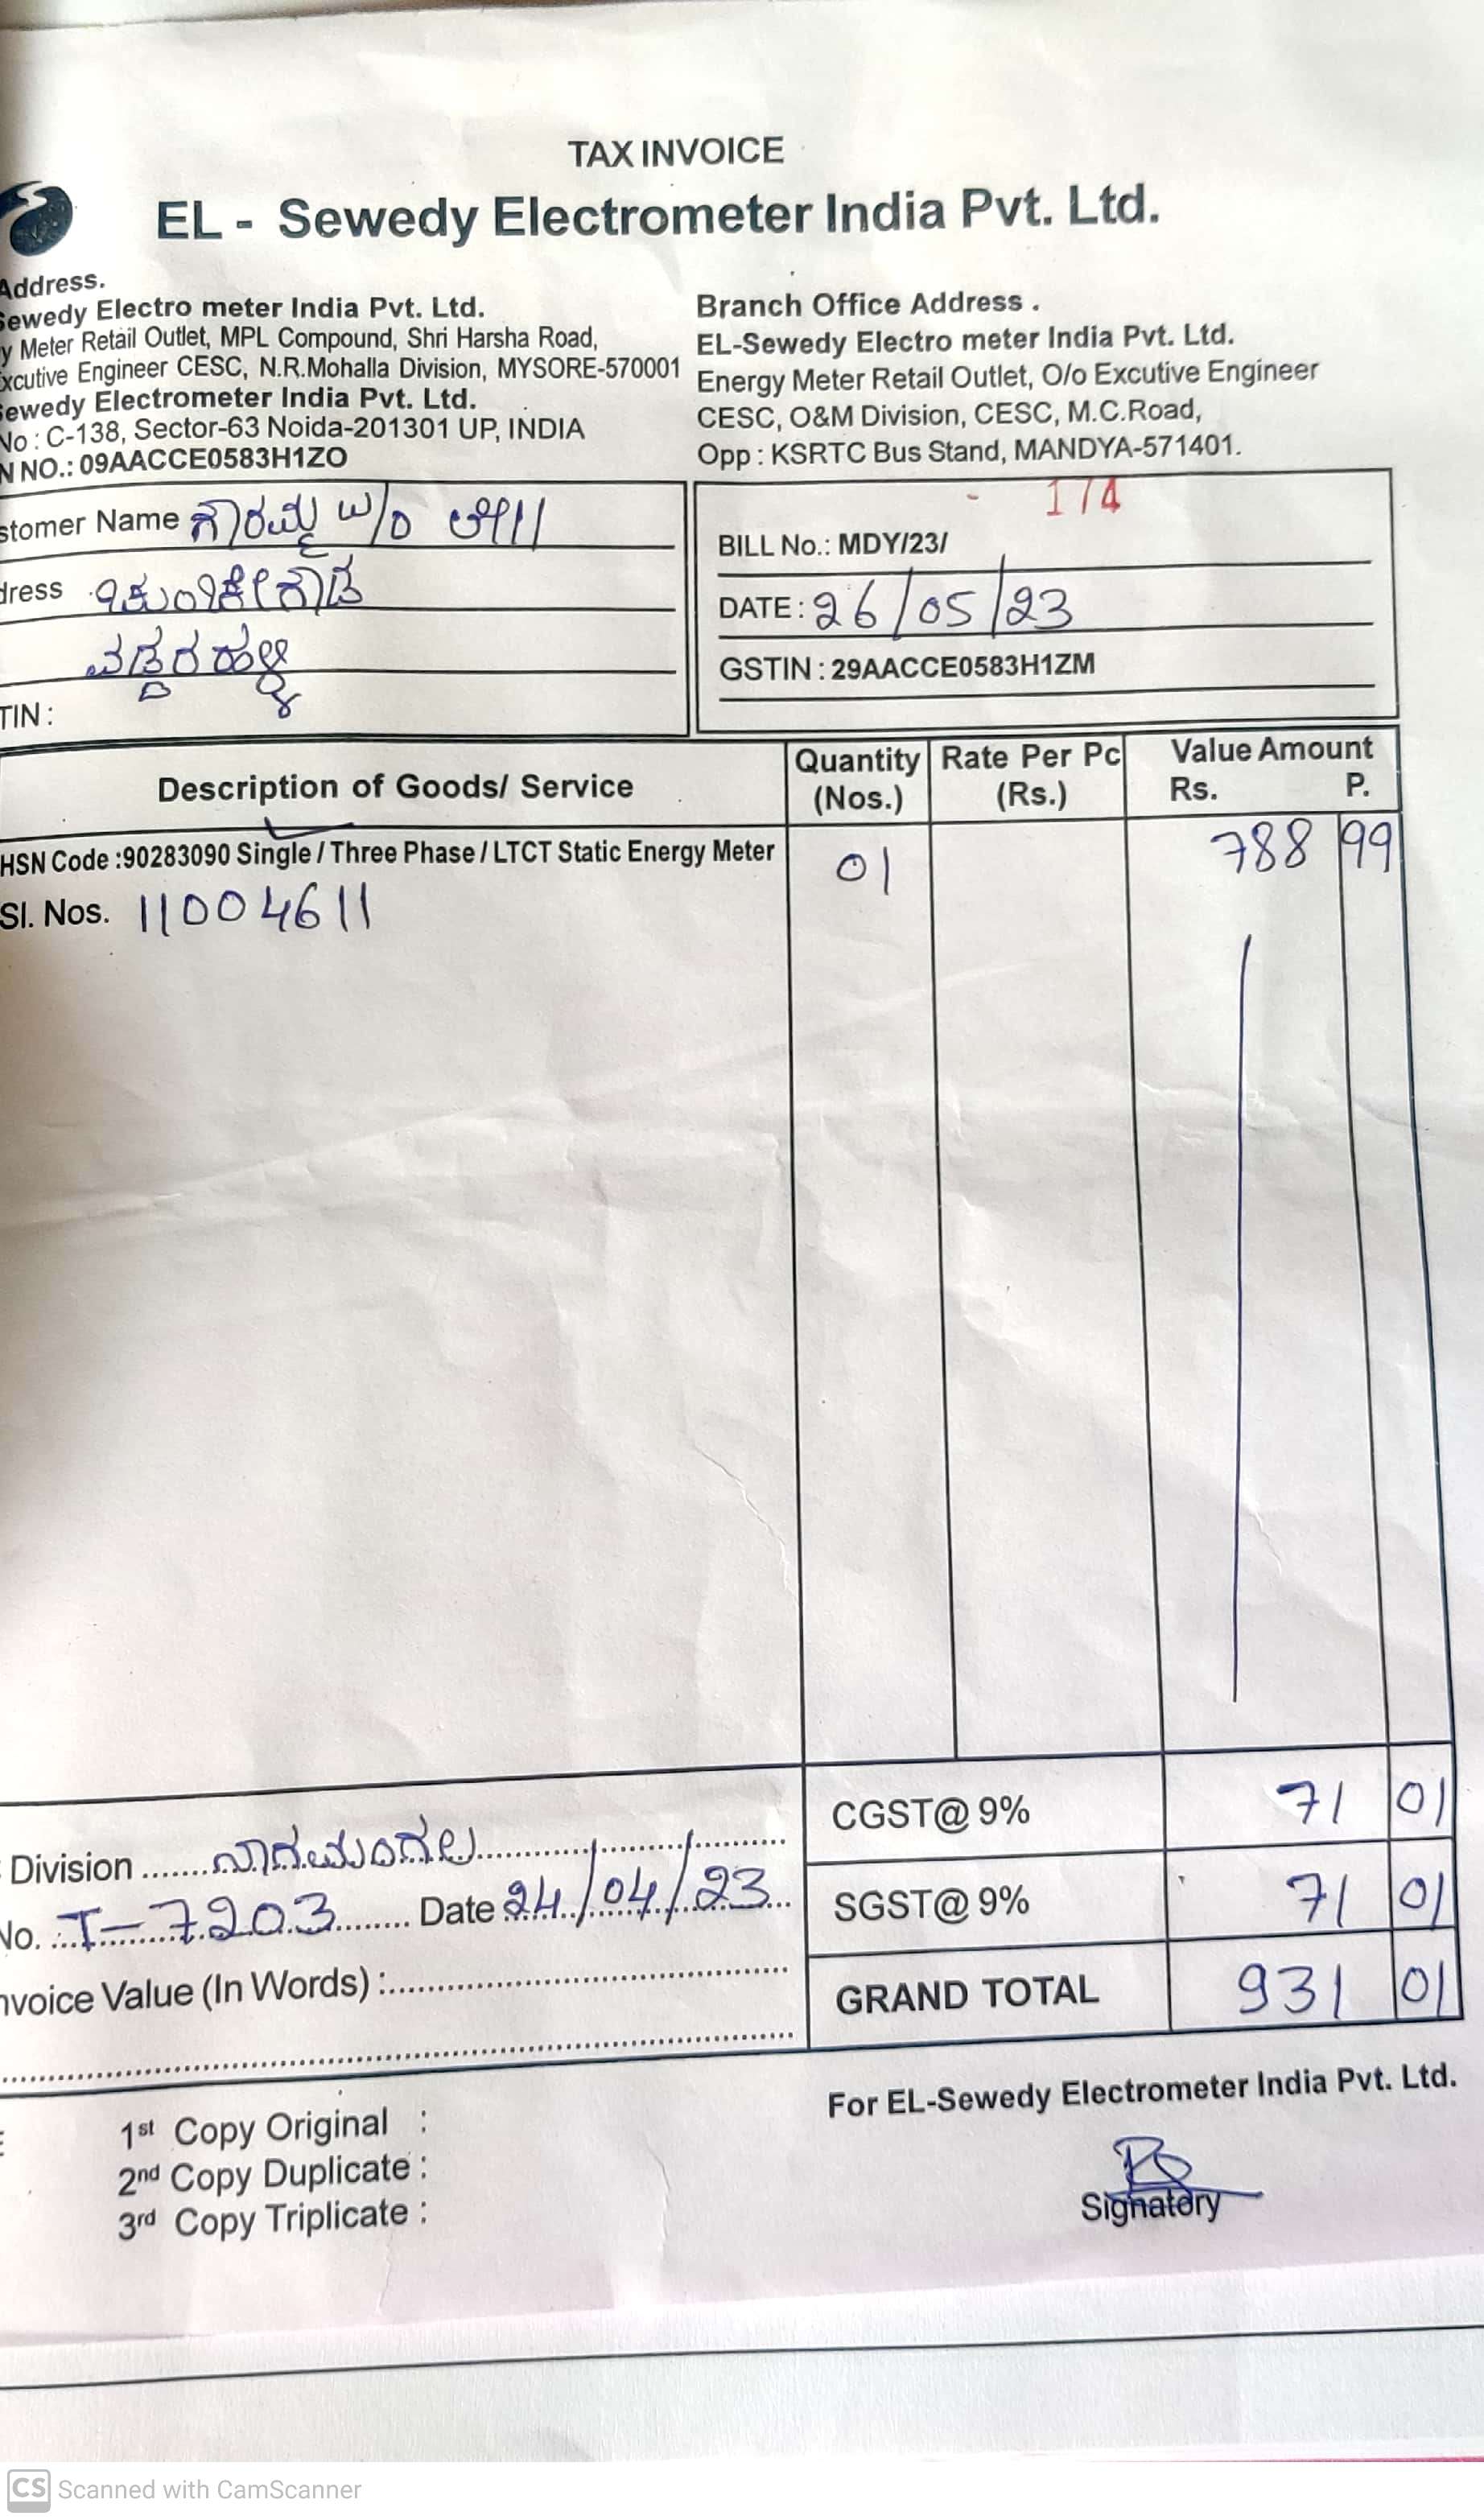 TAX INVOICE
EL - Sewedy Electrometer India Pvt. Ltd.
Address.
Sewedy Electro meter India Pvt. Ltd.
y Meter Retail Outlet, MPL Compound, Shri Harsha Road,
xcutive Engineer CESC, N.R.Mohalla Division, MYSORE-570001
Sewedy Electrometer India Pvt. Ltd.
No : C-138, Sector-63 Noida-201301 UP, INDIA
N NO.: 09AACCE0583H1ZO
Branch Office Address .
EL-Sewedy Electro meter India Pvt. Ltd.
Energy Meter Retail Outlet, O/o Excutive Engineer
CESC, O&M Division, CESC, M.C.Road,
Opp : KSRTC Bus Stand, MANDYA-571401.
stomer Name ಗೌರಮ್ಮ w/o ಲೇ||
dress ಚುಂಚೇಗೌಡ
ವಡ್ಡರಹಳ್ಳಿ
TIN :
174
BILL No.: MDY/23/
DATE : 26/05/23
GSTIN : 29AACCE0583H1ZM
Description of Goods/ Service Quantity (Nos.) Rate Per Pc (Rs.) Value Amount Rs. P.
HSN Code :90283090 Single / Three Phase / LTCT Static Energy Meter 01 788 99
Sl. Nos. 11004611
CGST@ 9% 71 01
Division ....... ನಾಗಮಂಗಲ
SGST@ 9% 71 01
No. T-7203 Date 24/04/23
GRAND TOTAL 931 01
nvoice Value (In Words) :
For EL-Sewedy Electrometer India Pvt. Ltd.
1st Copy Original :
2nd Copy Duplicate :
3rd Copy Triplicate :
Signatory
CS Scanned with CamScanner